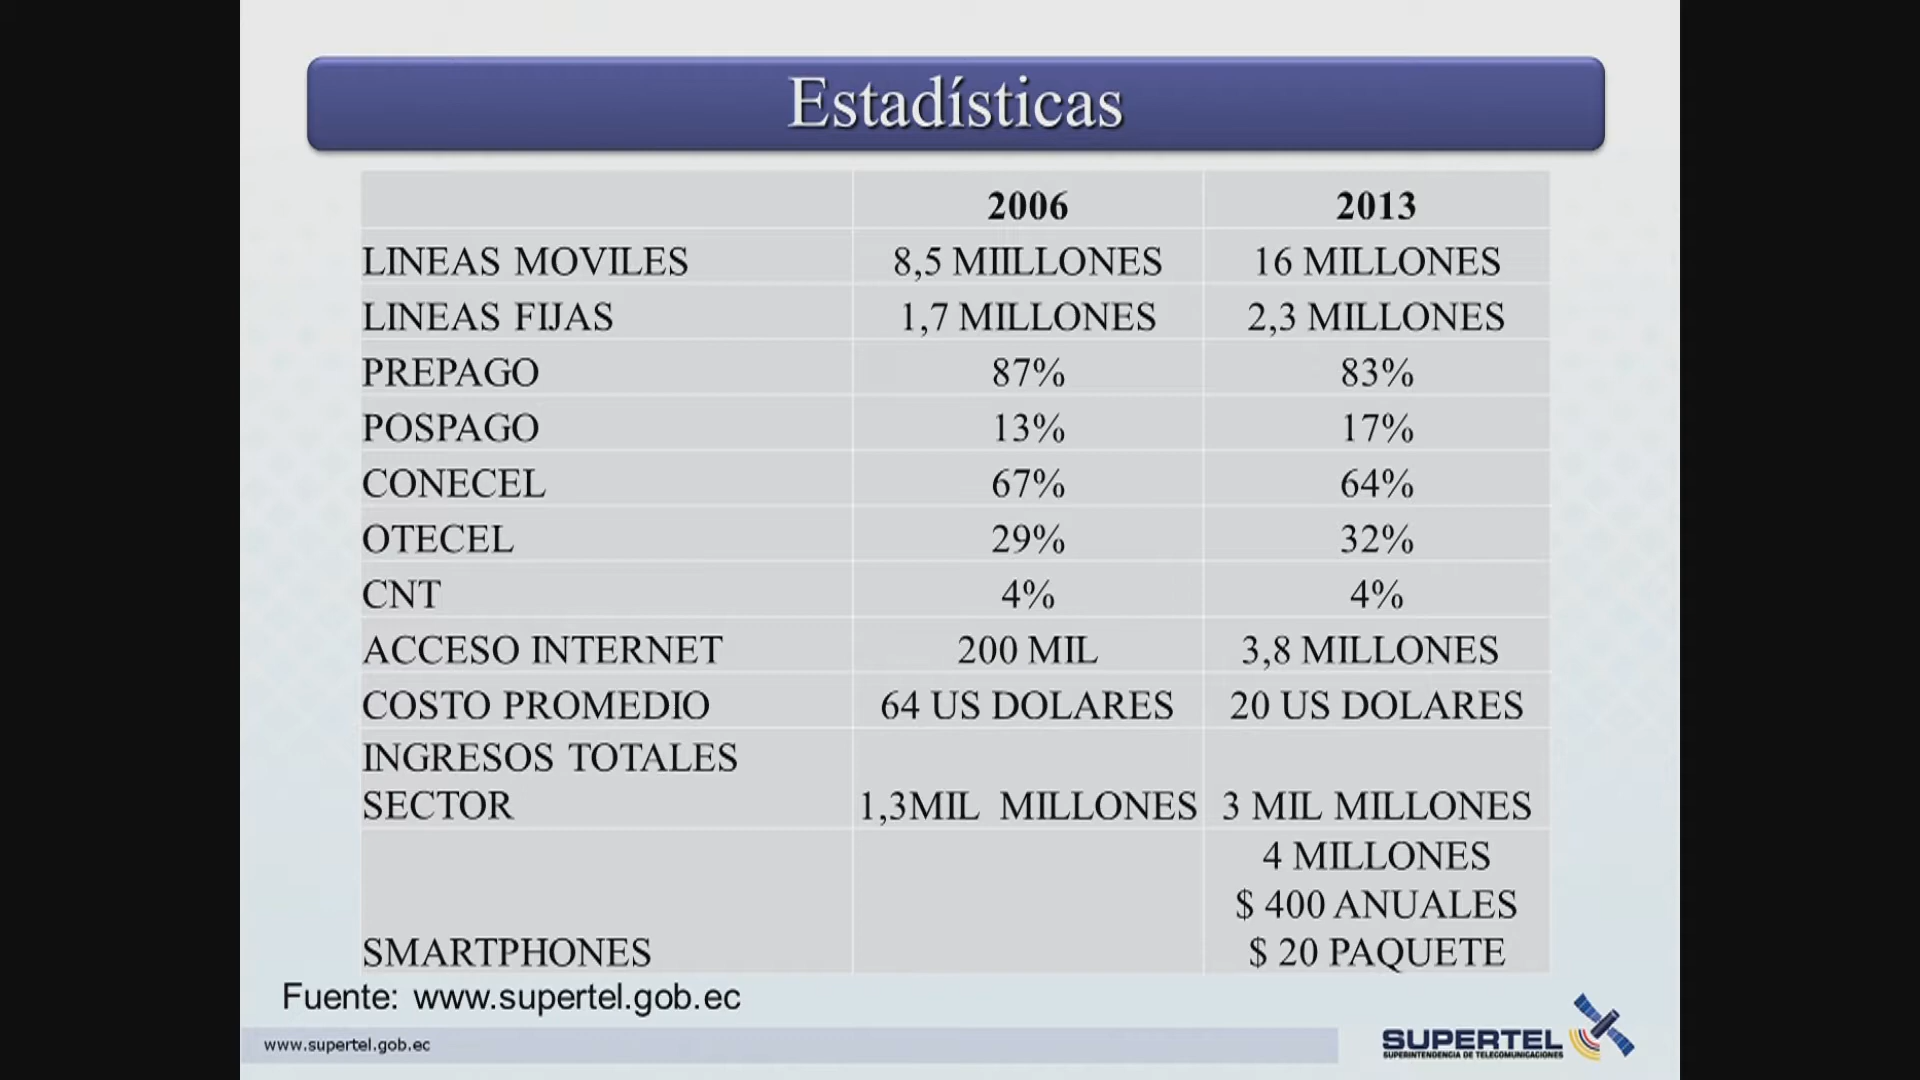 Estadísticas
2006 2013
LINEAS MOVILES 8,5 MIILLONES 16 MILLONES
LINEAS FIJAS 1,7 MILLONES 2,3 MILLONES
PREPAGO 87% 83%
POSPAGO 13% 17%
CONECEL 67% 64%
OTECEL 29% 32%
CNT 4% 4%
ACCESO INTERNET 200 MIL 3,8 MILLONES
COSTO PROMEDIO 64 US DOLARES 20 US DOLARES
INGRESOS TOTALES
SECTOR 1,3MIL MILLONES 3 MIL MILLONES
4 MILLONES
$ 400 ANUALES
SMARTPHONES $ 20 PAQUETE
Fuente: www.supertel.gob.ec
www.supertel.gob.ec
SUPERTEL
SUPERINTENDENCIA DE TELECOMUNICACIONES